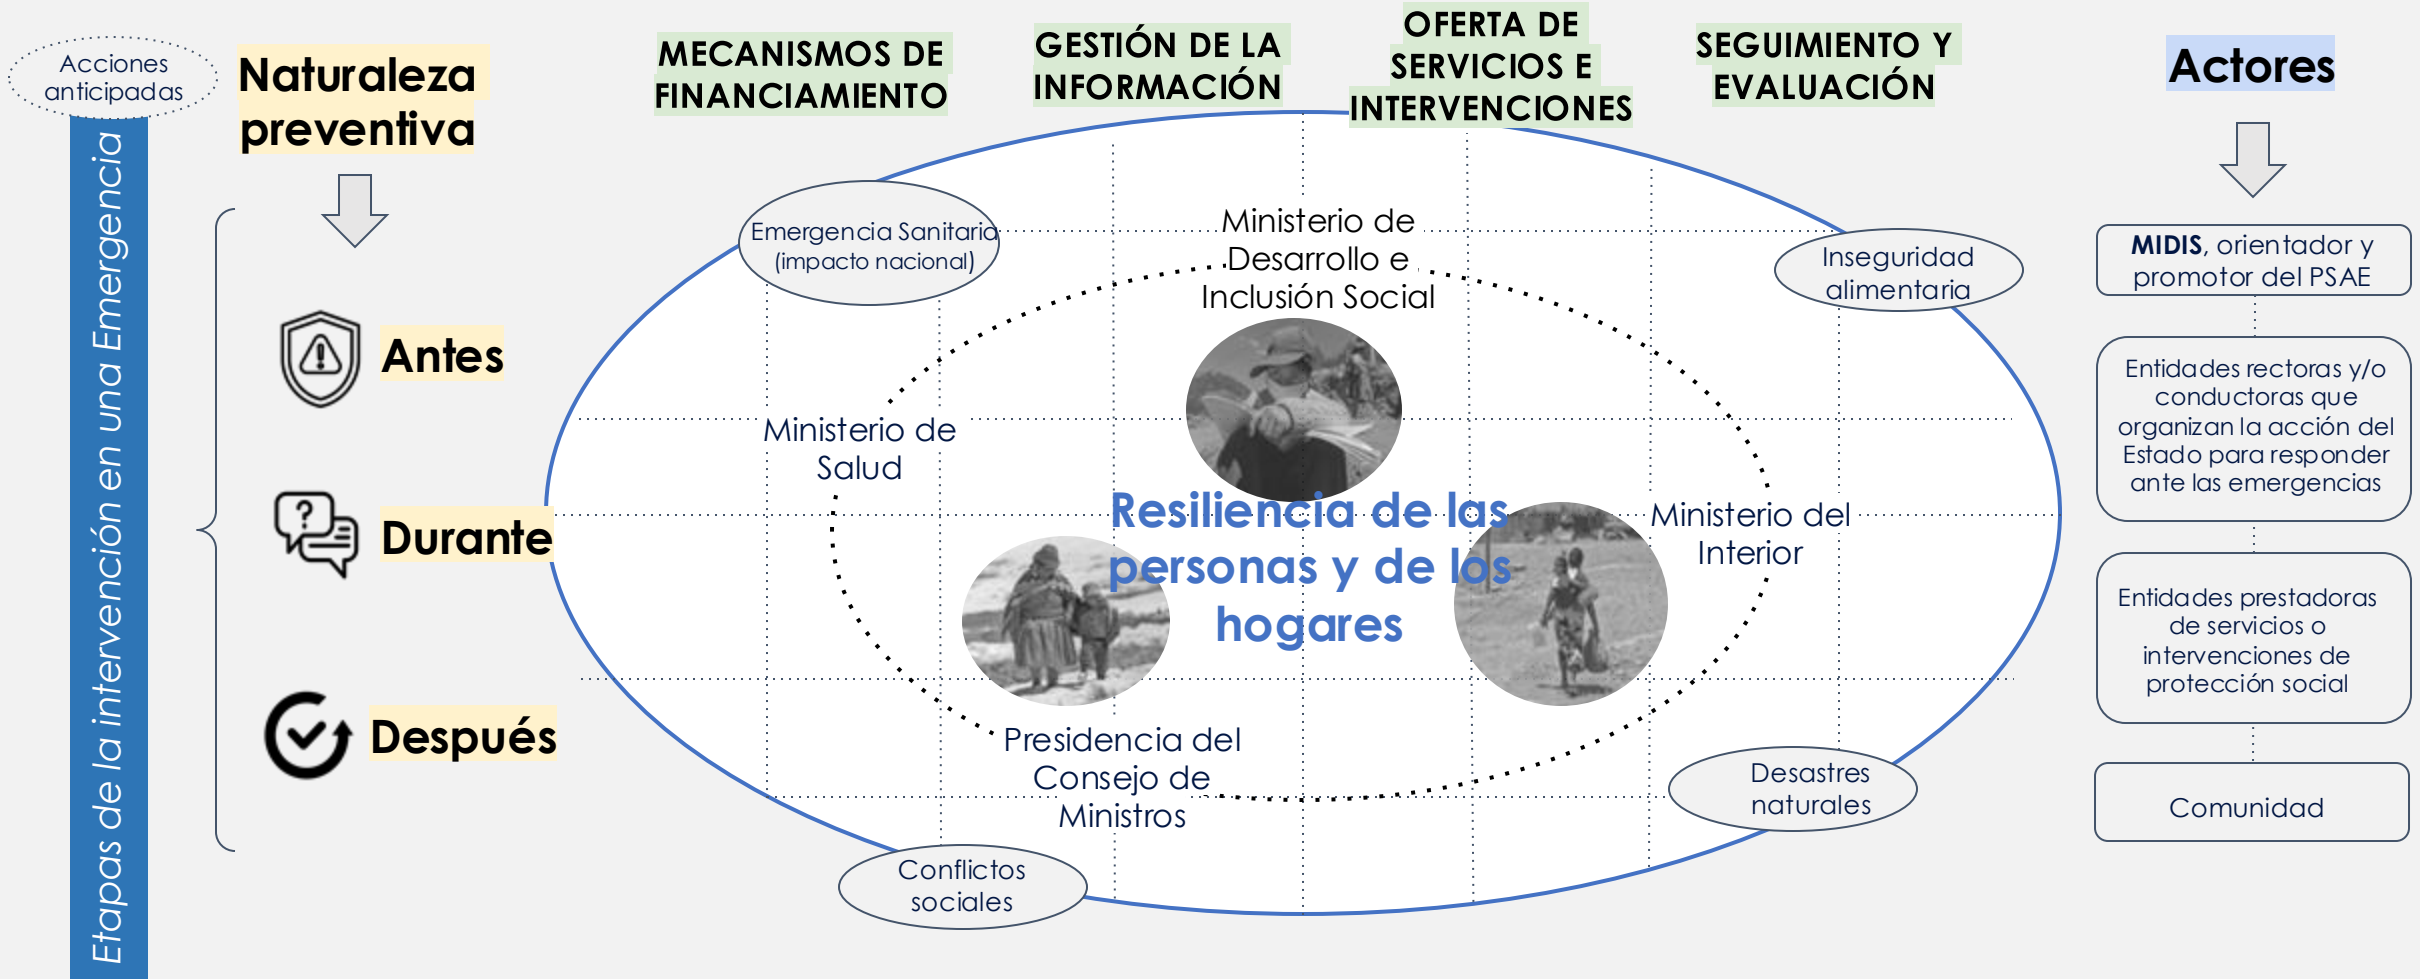 Acciones
anticipadas
Etapas de la intervención en una Emergencia
Naturaleza
preventiva
Antes
Durante
Después
MECANISMOS DE
FINANCIAMIENTO
GESTIÓN DE LA
INFORMACIÓN
OFERTA DE
SERVICIOS E
INTERVENCIONES
SEGUIMIENTO Y
EVALUACIÓN
Emergencia Sanitaria
(impacto nacional)
Ministerio de
Desarrollo e
Inclusión Social
Inseguridad
alimentaria
Ministerio de
Salud
Resiliencia de las
personas y de los
hogares
Ministerio del
Interior
Presidencia del
Consejo de
Ministros
Desastres
naturales
Conflictos
sociales
Actores
MIDIS, orientador y
promotor del PSAE
Entidades rectoras y/o
conductoras que
organizan la acción del
Estado para responder
ante las emergencias
Entidades prestadoras
de servicios o
intervenciones de
protección social
Comunidad